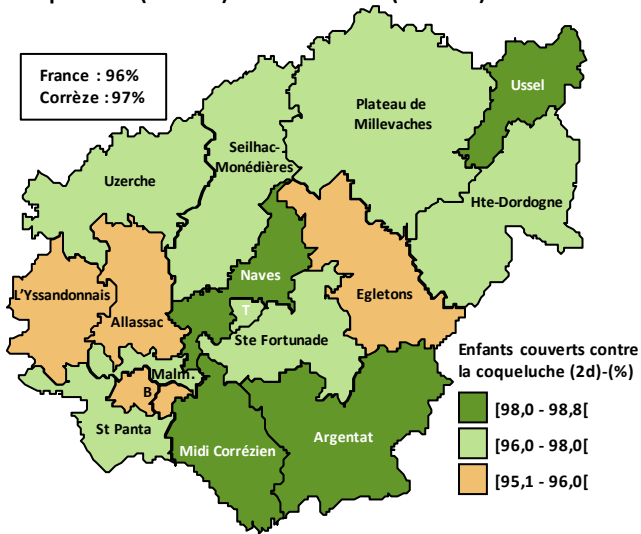 France : 96%
Corrèze : 97%
Ussel
Plateau de
Millevaches
Seilhac-
Monédières
Uzerche
Hte-Dordogne
Naves
L'Yssandonnais
Egletons
T
Allassac
Ste Fortunade
Malm.
B
St Panta
Midi Corrézien
Argentat
Enfants couverts contre
la coqueluche (2d)-(%)
[98,0 - 98,8[
[96,0 - 98,0[
[95,1 - 96,0[